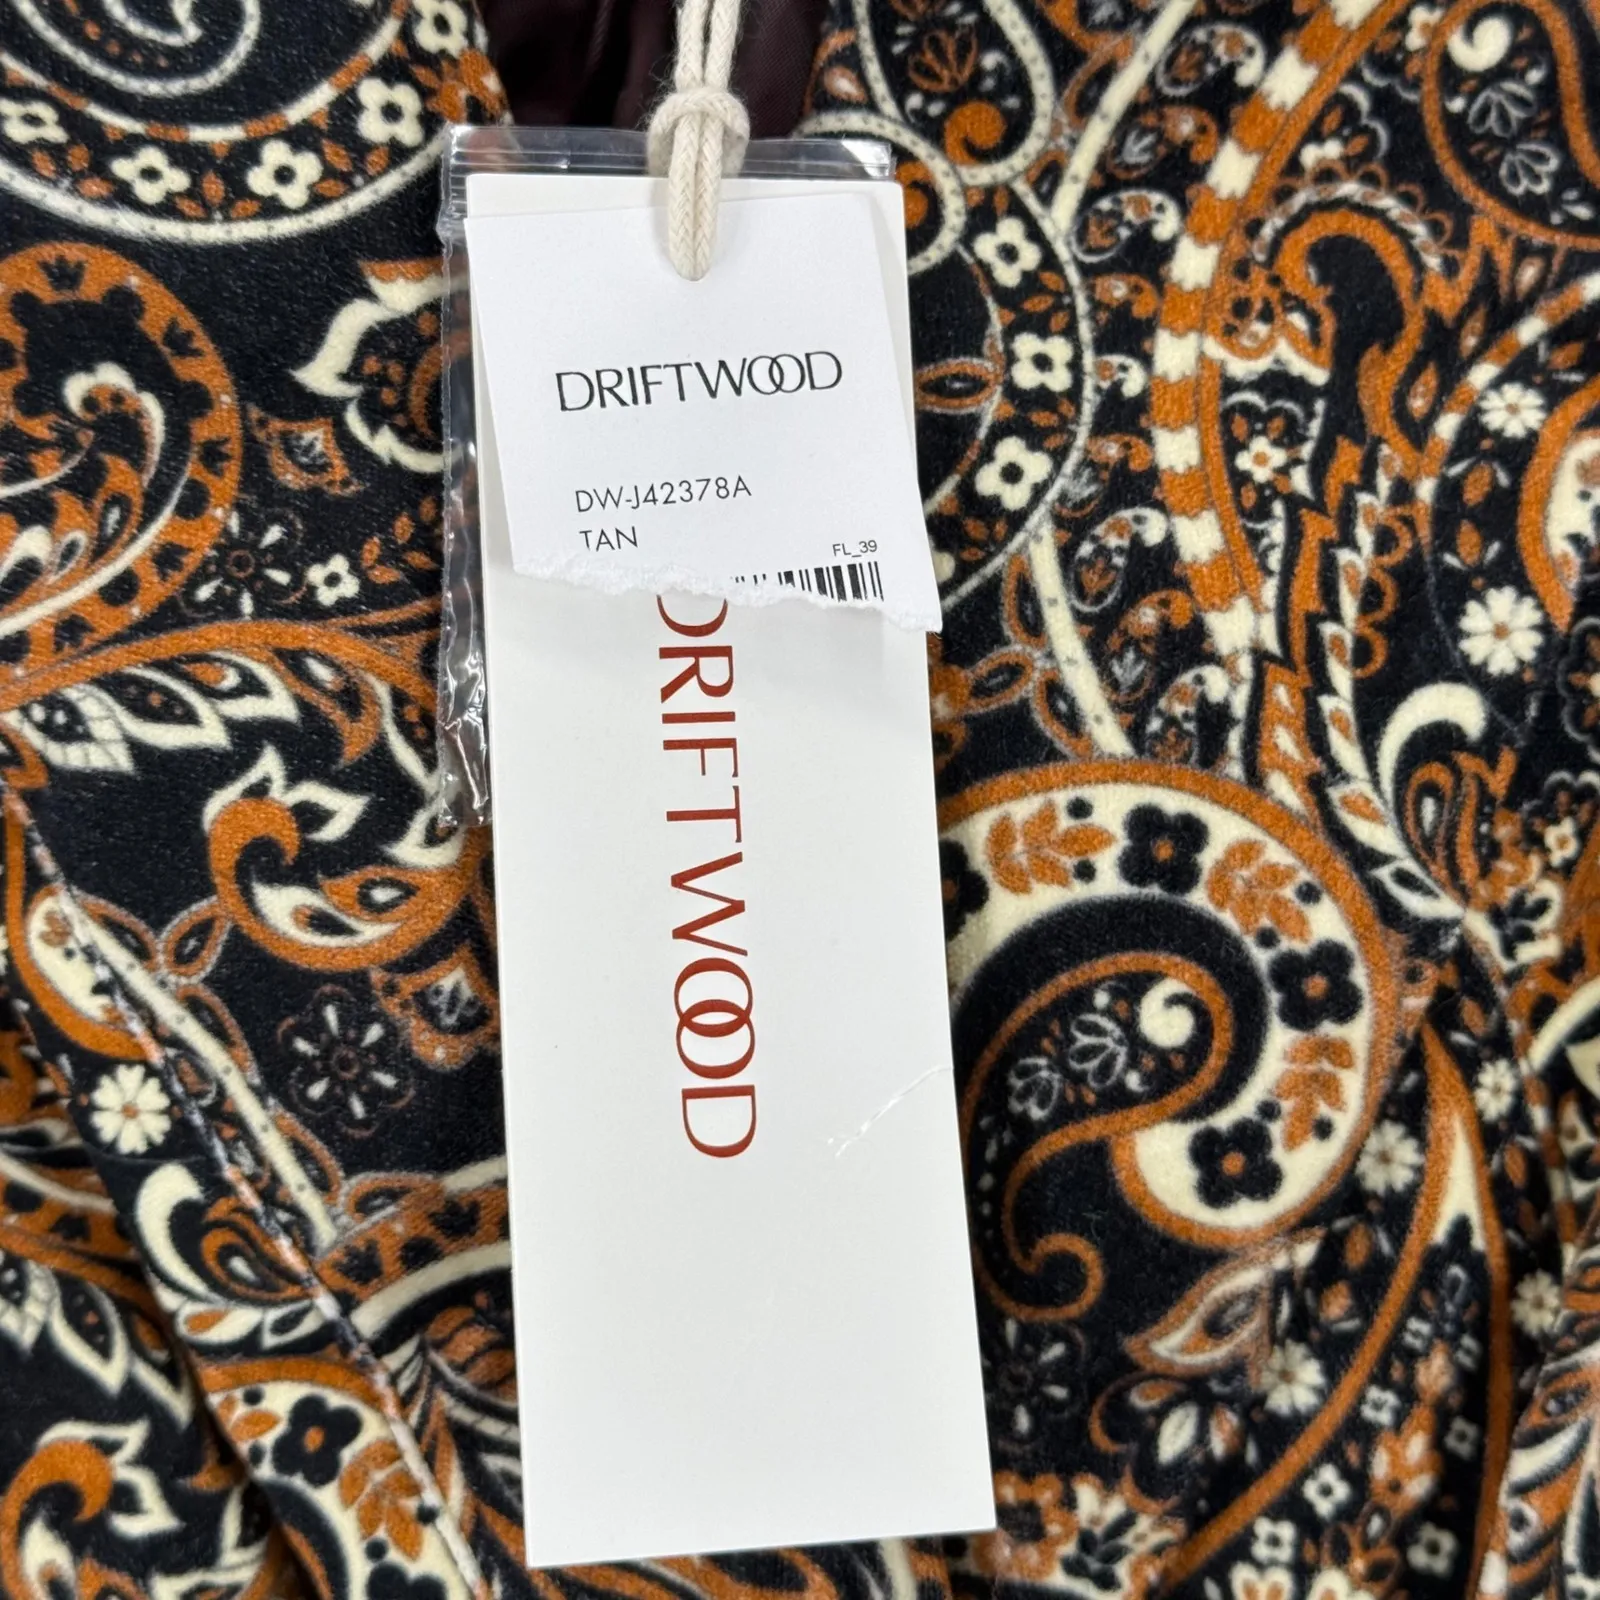 DRIFTWOOD
DW-J42378A
TAN
FL_39
DRIFTWOOD